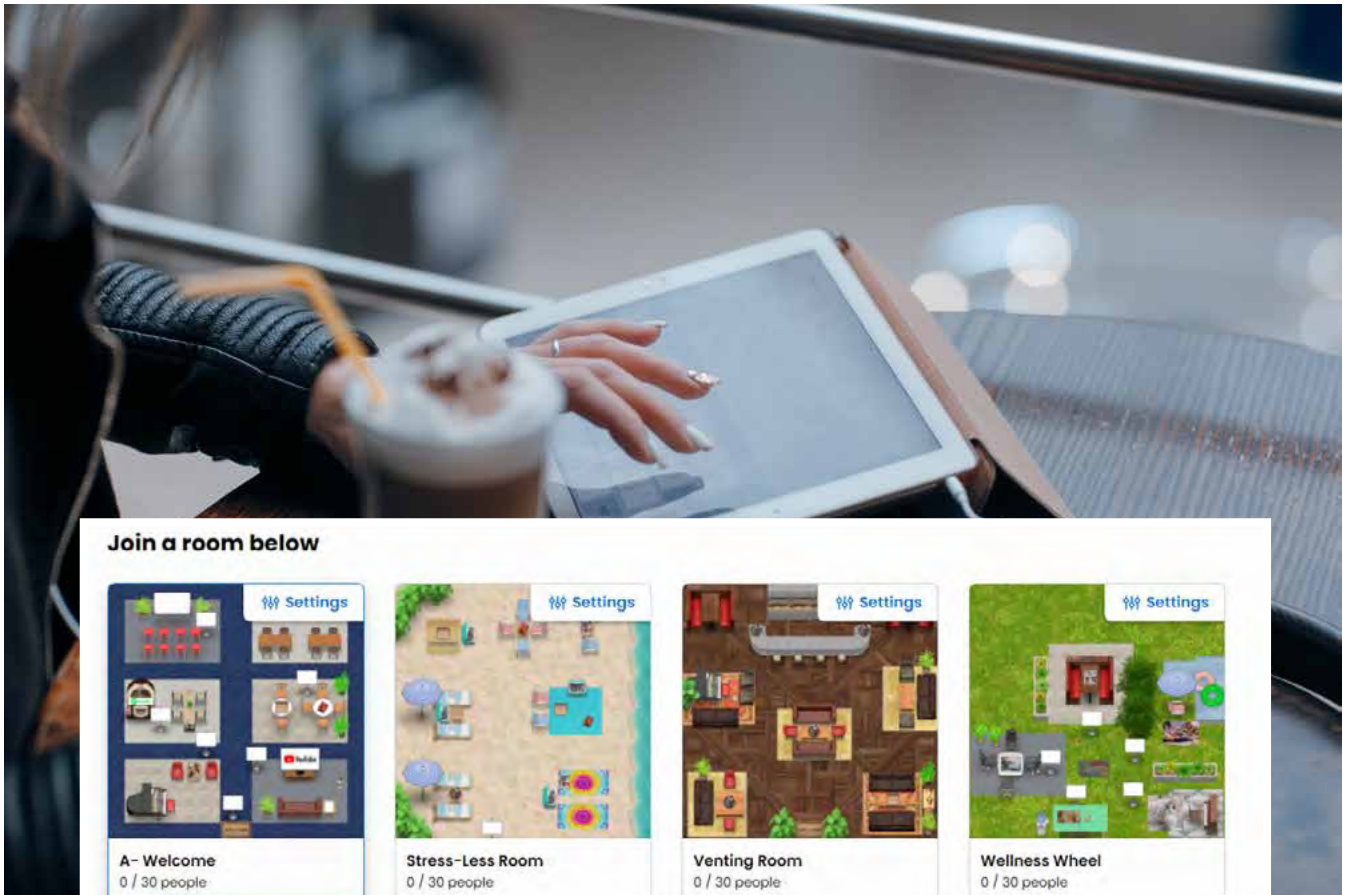 Join a room below
Settings
Settings
Settings
Settings
YouTube
A- Welcome
0 / 30 people
Stress-Less Room
0 / 30 people
Venting Room
0 / 30 people
Wellness Wheel
0 / 30 people